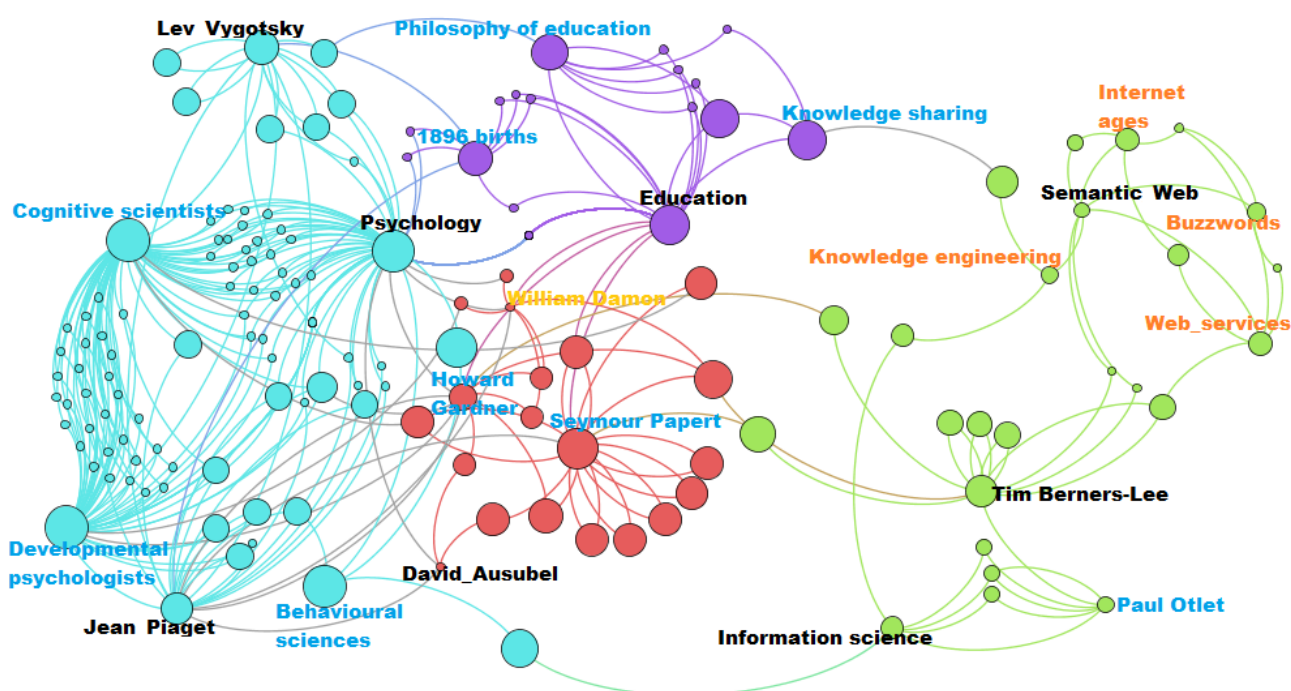 Lev Vygotsky
Philosophy of education
Internet
ages
Knowledge sharing
1896 births
Semantic Web
Education
Cognitive scientists
Psychology
Buzzwords
Knowledge engineering
William Damon
Web_services
Howard
Gardner
Seymour Papert
Tim Berners-Lee
Developmental
psychologists
David_Ausubel
Behavioural
sciences
Paul Otlet
Jean Piaget
Information science